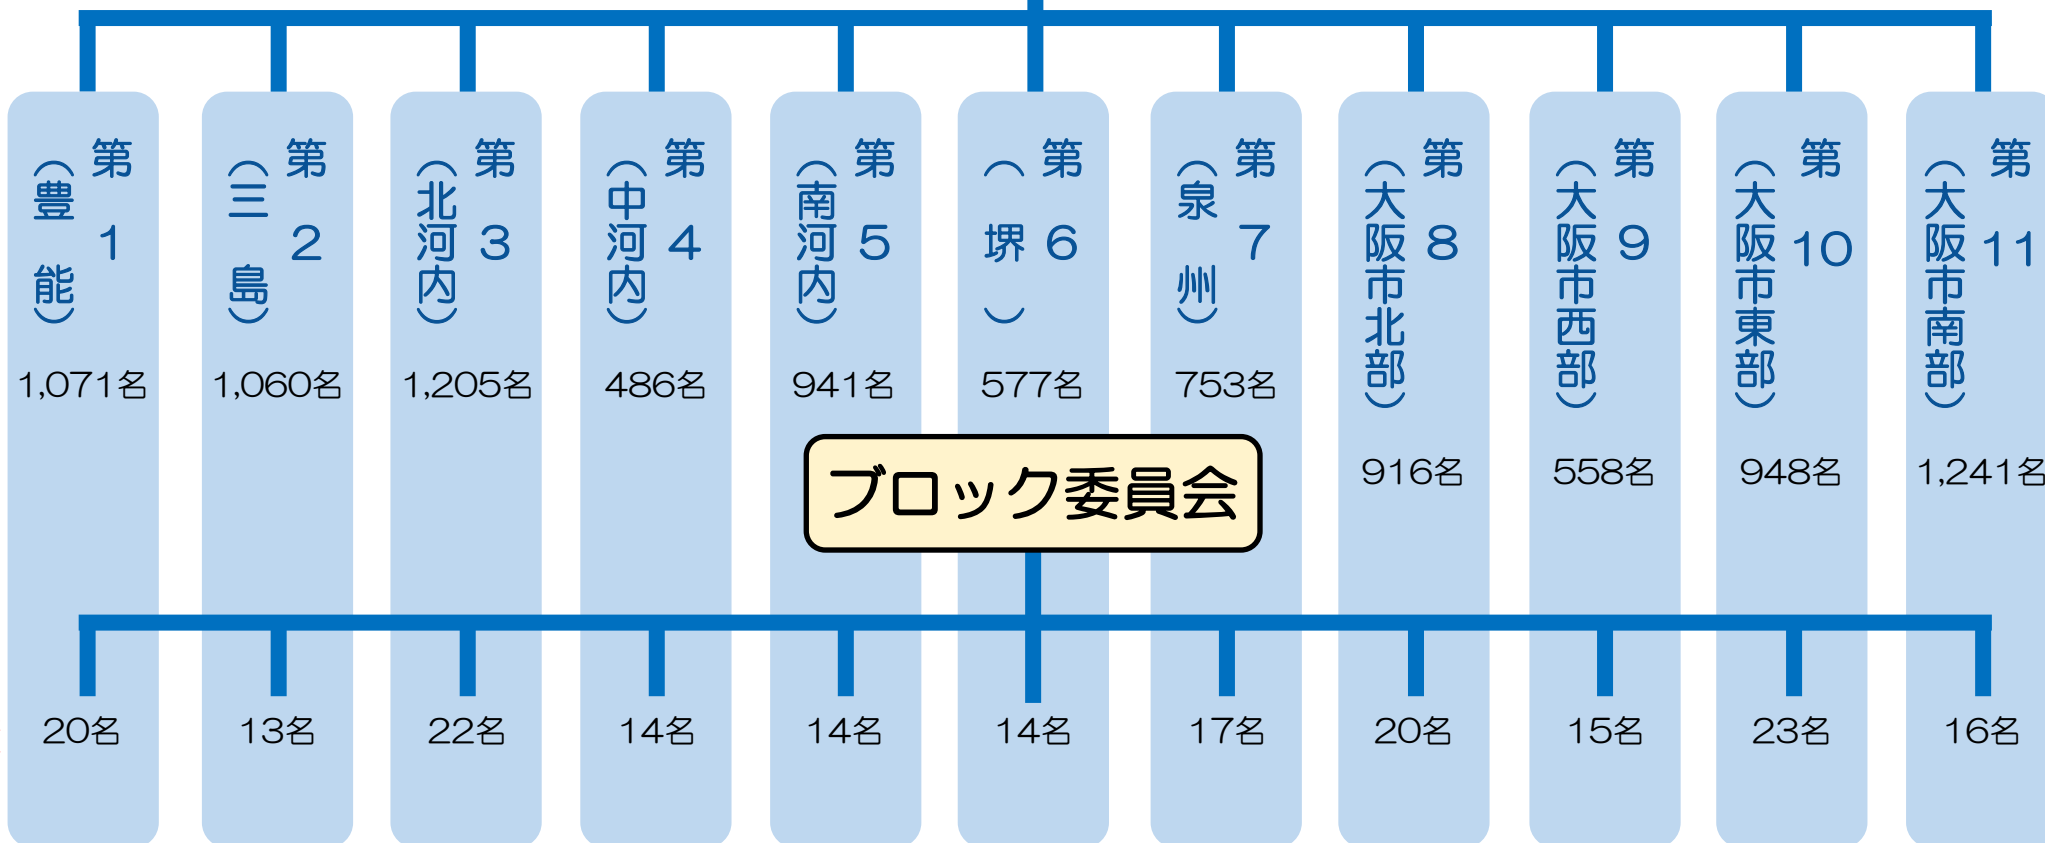 第1
（豊能）
1,071名
第2
（三島）
1,060名
第3
（北河内）
1,205名
第4
（中河内）
486名
第5
（南河内）
941名
第6
（堺）
577名
第7
（泉州）
753名
第8
（大阪市北部）
916名
第9
（大阪市西部）
558名
第10
（大阪市東部）
948名
第11
（大阪市南部）
1,241名
ブロック委員会
20名
13名
22名
14名
14名
14名
17名
20名
15名
23名
16名